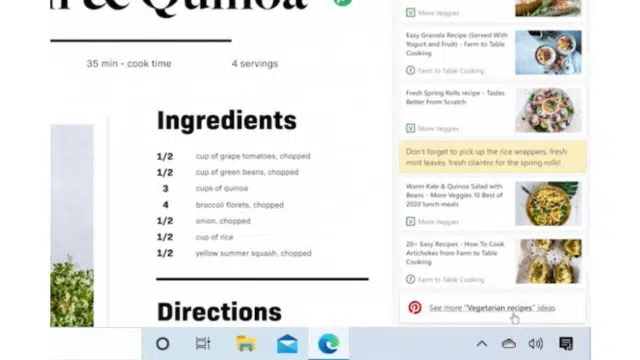 & Quinoa
35 min - cook time
4 servings
Ingredients
1/2 cup of grape tomatoes, chopped
1/2 cup of green beans, chopped
3 cups of quinoa
4 broccoli florets, chopped
1/2 onion, chopped
1/2 cup of rice
1/2 yellow summer squash, chopped
Directions
More Veggies
Easy Granola Recipe (Served With
Yogurt and Fruit) - Farm to Table
Cooking
Farm to Table Cooking
Fresh Spring Rolls recipe - Tastes
Better From Scratch
More Veggies
Don't forget to pick up the rice wrappers, fresh
mint leaves, fresh cilantro for the spring rolls!
Warm Kale & Quinoa Salad with
Beans - More Veggies 10 Best of
2020 lunch meals
More Veggies
20+ Easy Recipes - How To Cook
Artichokes from Farm to Table
Cooking
Farm to Table Cooking
See more "Vegetarian recipes" ideas